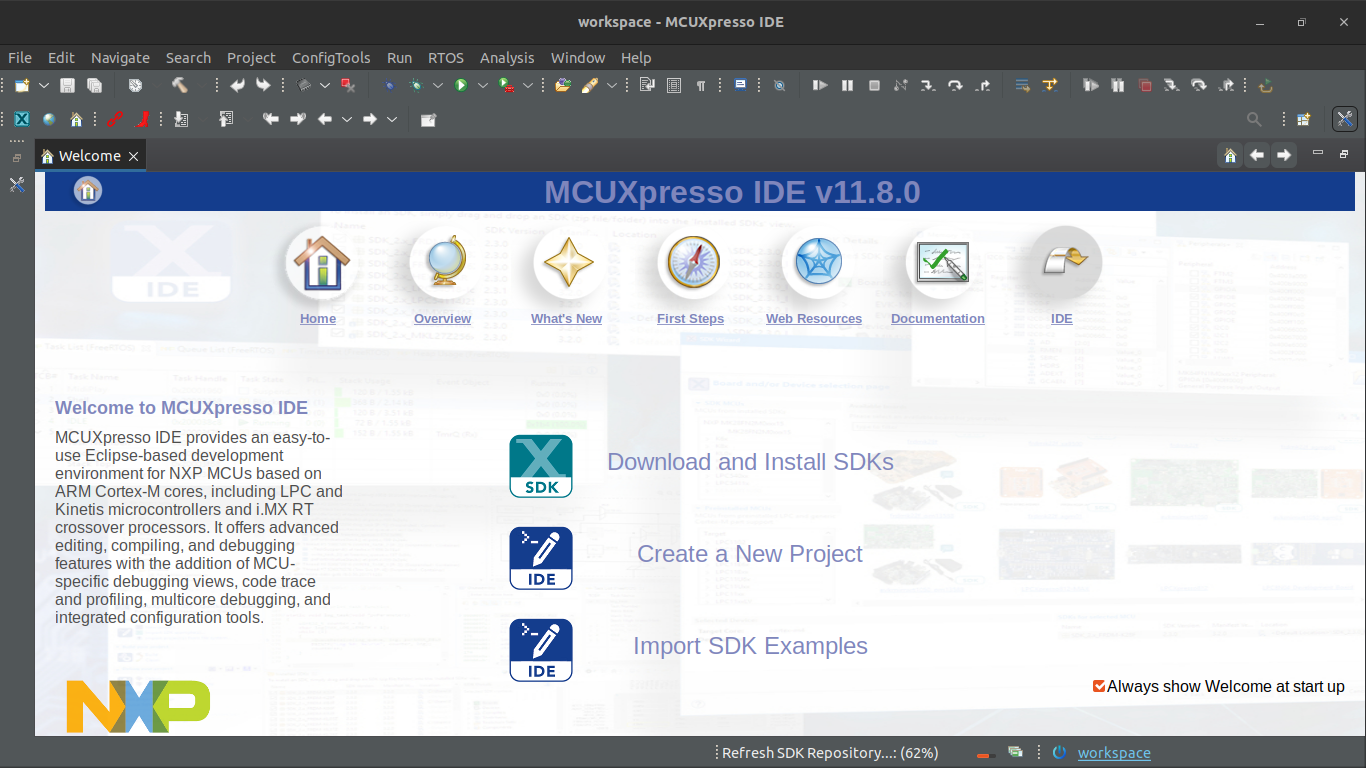 workspace - MCUXpresso IDE
File Edit Navigate Search Project ConfigTools Run RTOS Analysis Window Help
Welcome
MCUXpresso IDE v11.8.0
IDE
Home Overview What's New First Steps Web Resources Documentation IDE
Welcome to MCUXpresso IDE
MCUXpresso IDE provides an easy-to-
use Eclipse-based development
environment for NXP MCUs based on
ARM Cortex-M cores, including LPC and
Kinetis microcontrollers and i.MX RT
crossover processors. It offers advanced
editing, compiling, and debugging
features with the addition of MCU-
specific debugging views, code trace
and profiling, multicore debugging, and
integrated configuration tools.
X
SDK
Download and Install SDKs
IDE
Create a New Project
IDE
Import SDK Examples
Always show Welcome at start up
NXP
Refresh SDK Repository...: (62%)
workspace